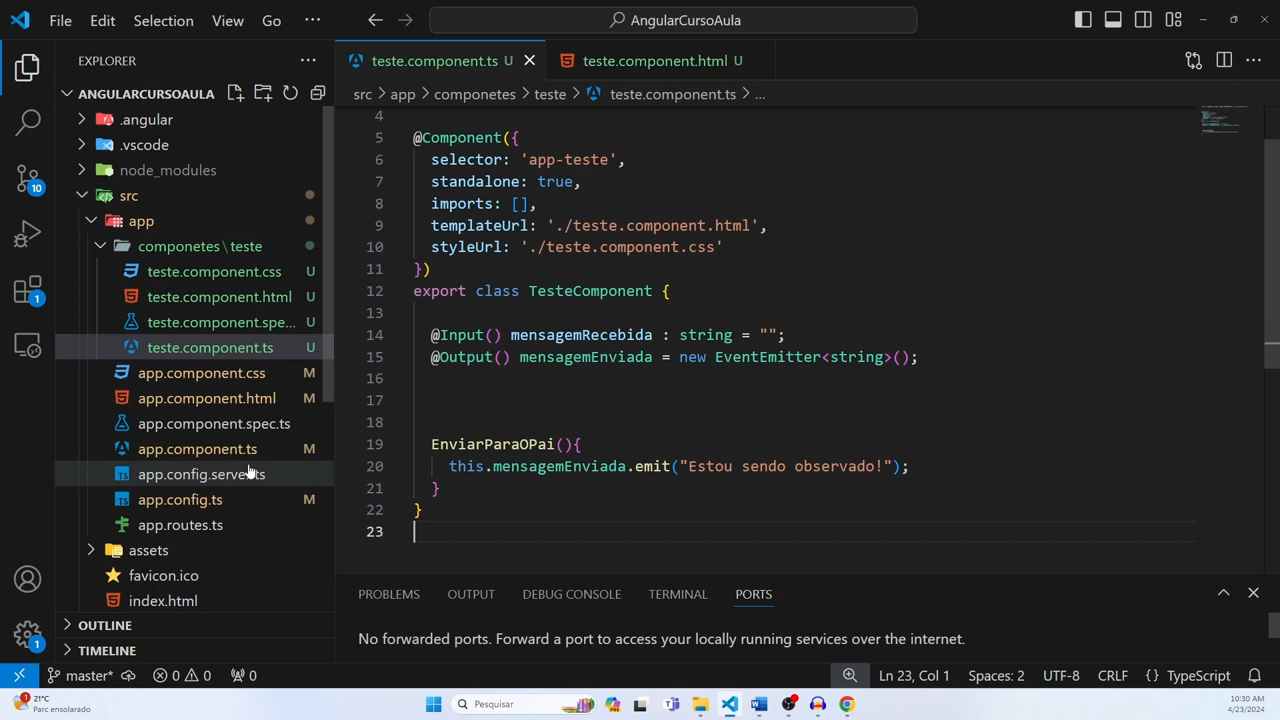 File Edit Selection View Go ··· AngularCursoAula
EXPLORER ···
ANGULARCURSOAULA
.angular
.vscode
node_modules
src
app
componetes\teste
teste.component.css U
teste.component.html U
teste.component.spe... U
teste.component.ts U
app.component.css M
app.component.html M
app.component.spec.ts
app.component.ts M
app.config.server.ts
app.config.ts M
app.routes.ts
assets
favicon.ico
index.html
OUTLINE
TIMELINE
10
1
1
teste.component.ts U teste.component.html U
src > app > componetes > teste > teste.component.ts > ...
4
5 @Component({
6 selector: 'app-teste',
7 standalone: true,
8 imports: [],
9 templateUrl: './teste.component.html',
10 styleUrl: './teste.component.css'
11 })
12 export class TesteComponent {
13
14 @Input() mensagemRecebida : string = "";
15 @Output() mensagemEnviada = new EventEmitter<string>();
16
17
18
19 EnviarParaOPai(){
20 this.mensagemEnviada.emit("Estou sendo observado!");
21 }
22 }
23
PROBLEMS OUTPUT DEBUG CONSOLE TERMINAL PORTS
No forwarded ports. Forward a port to access your locally running services over the internet.
master* 0 0 0 Ln 23, Col 1 Spaces: 2 UTF-8 CRLF {} TypeScript
1
21°C
Parc ensolarado
Pesquisar
10:30 AM
4/23/2024